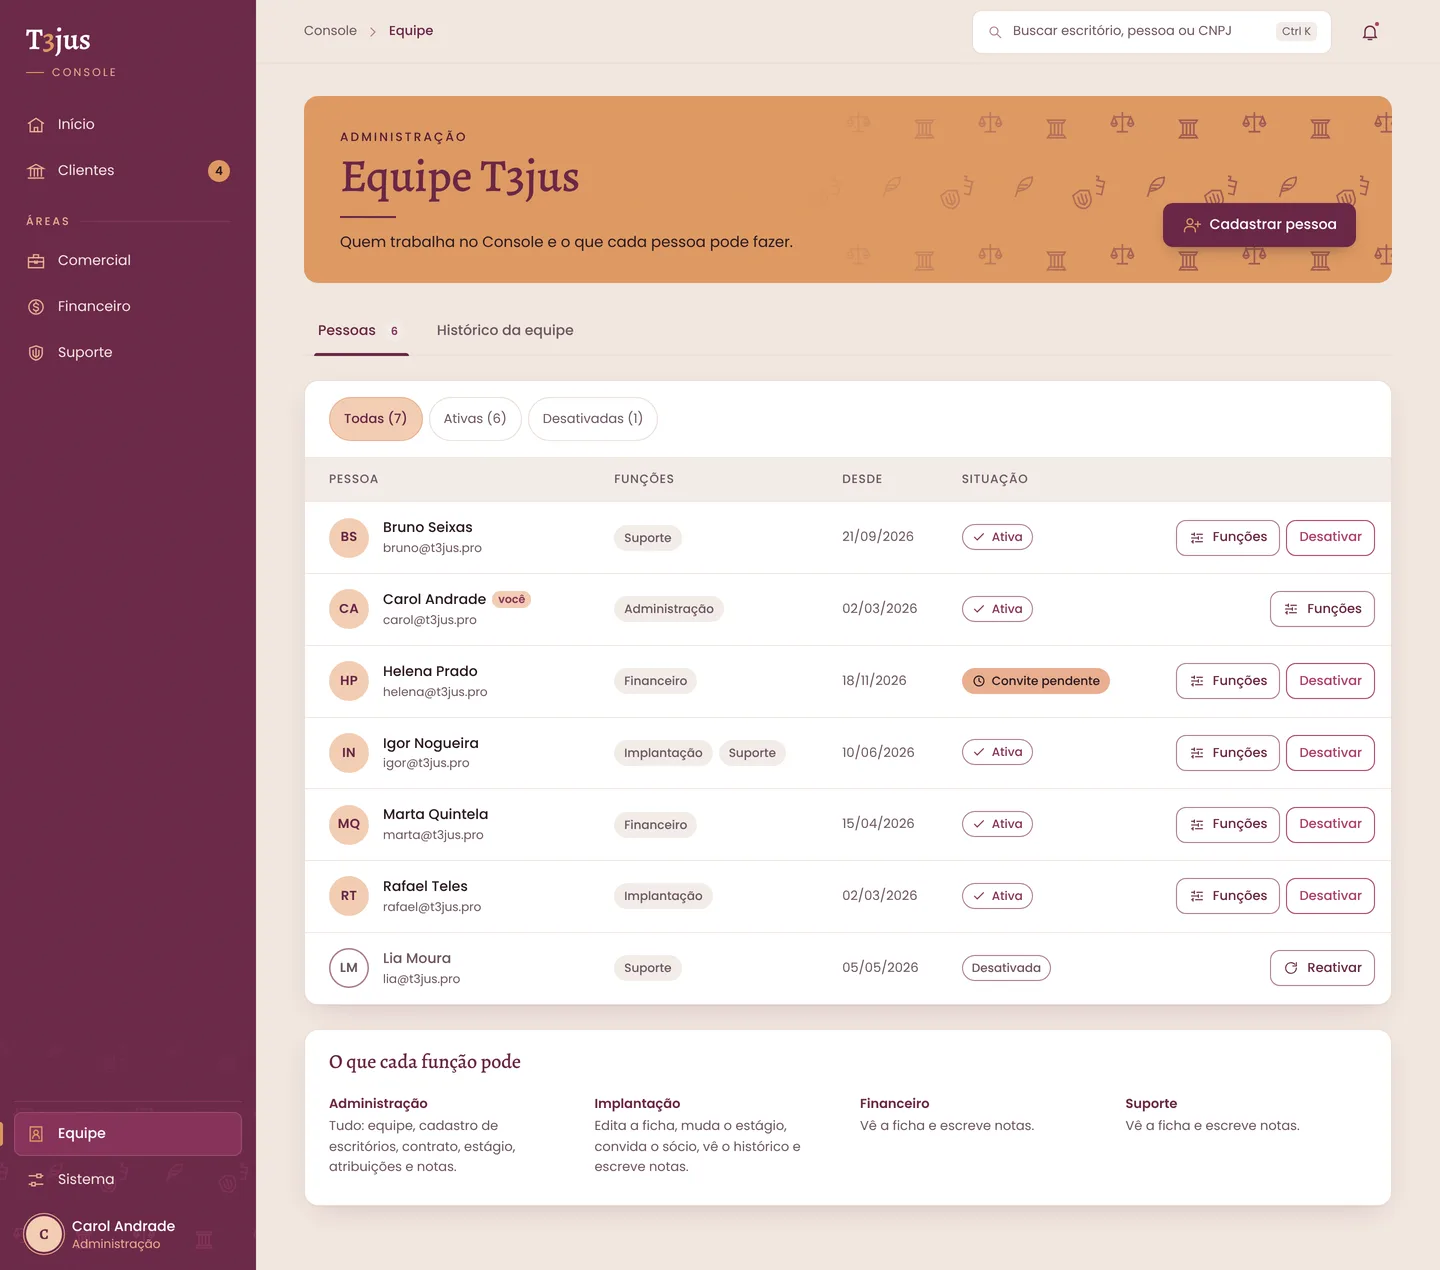 T3jus
CONSOLE
Início
Clientes 4
ÁREAS
Comercial
Financeiro
Suporte
Equipe
Sistema
C
Carol Andrade
Administração
Console > Equipe
Buscar escritório, pessoa ou CNPJ Ctrl K
ADMINISTRAÇÃO
Equipe T3jus
Quem trabalha no Console e o que cada pessoa pode fazer.
Cadastrar pessoa
Pessoas 6 Histórico da equipe
Todas (7) Ativas (6) Desativadas (1)
PESSOA FUNÇÕES DESDE SITUAÇÃO
BS Bruno Seixas Suporte 21/09/2026 Ativa Funções Desativar
bruno@t3jus.pro
CA Carol Andrade você Administração 02/03/2026 Ativa Funções
carol@t3jus.pro
HP Helena Prado Financeiro 18/11/2026 Convite pendente Funções Desativar
helena@t3jus.pro
IN Igor Nogueira Implantação Suporte 10/06/2026 Ativa Funções Desativar
igor@t3jus.pro
MQ Marta Quintela Financeiro 15/04/2026 Ativa Funções Desativar
marta@t3jus.pro
RT Rafael Teles Implantação 02/03/2026 Ativa Funções Desativar
rafael@t3jus.pro
LM Lia Moura Suporte 05/05/2026 Desativada Reativar
lia@t3jus.pro
O que cada função pode
Administração
Tudo: equipe, cadastro de
escritórios, contrato, estágio,
atribuições e notas.
Implantação
Edita a ficha, muda o estágio,
convida o sócio, vê o histórico e
escreve notas.
Financeiro
Vê a ficha e escreve notas.
Suporte
Vê a ficha e escreve notas.